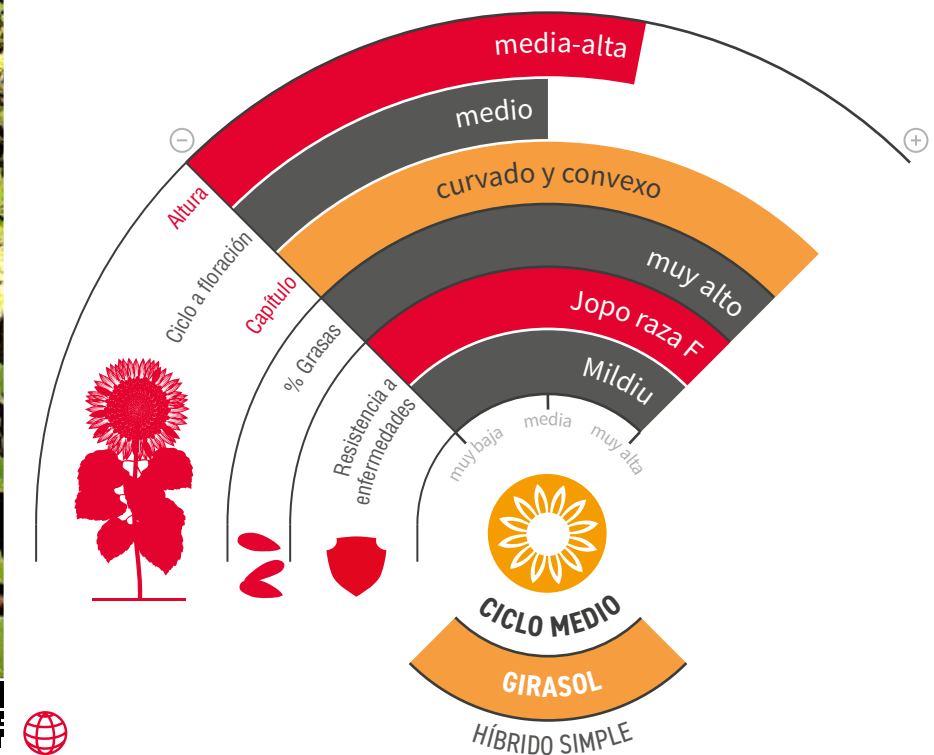 media-alta
medio
curvado y convexo
muy alto
Jopo raza F
Mildiu
Altura
Ciclo a floración
Capítulo
% Grasas
Resistencia a
enfermedades
muy baja
media
muy alta
CICLO MEDIO
GIRASOL
HÍBRIDO SIMPLE